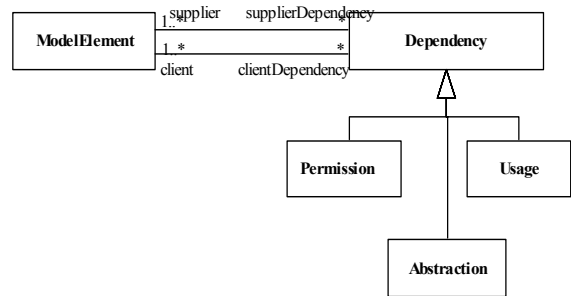 supplier supplierDependency
1..* *
ModelElement Dependency
1..* *
client clientDependency
Permission Usage
Abstraction